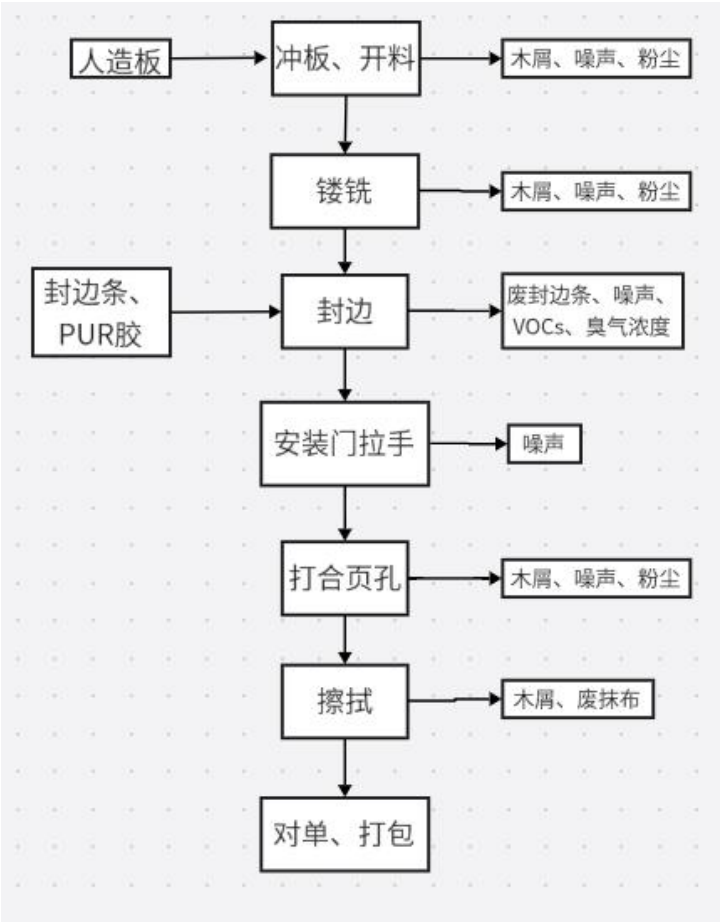 人造板
冲板、开料
木屑、噪声、粉尘
镂铣
木屑、噪声、粉尘
封边条、
PUR胶
封边
废封边条、噪声、
VOCs、臭气浓度
安装门拉手
噪声
打合页孔
木屑、噪声、粉尘
擦拭
木屑、废抹布
对单、打包